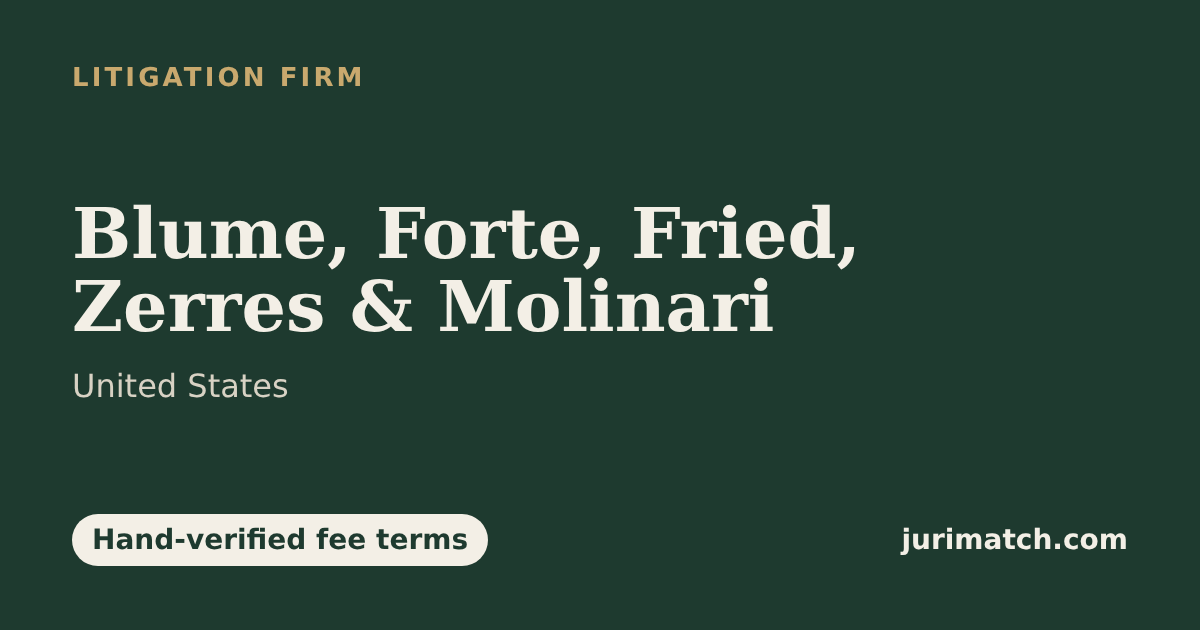 LITIGATION FIRM
Blume, Forte, Fried,
Zerres & Molinari
United States
Hand-verified fee terms
jurimatch.com